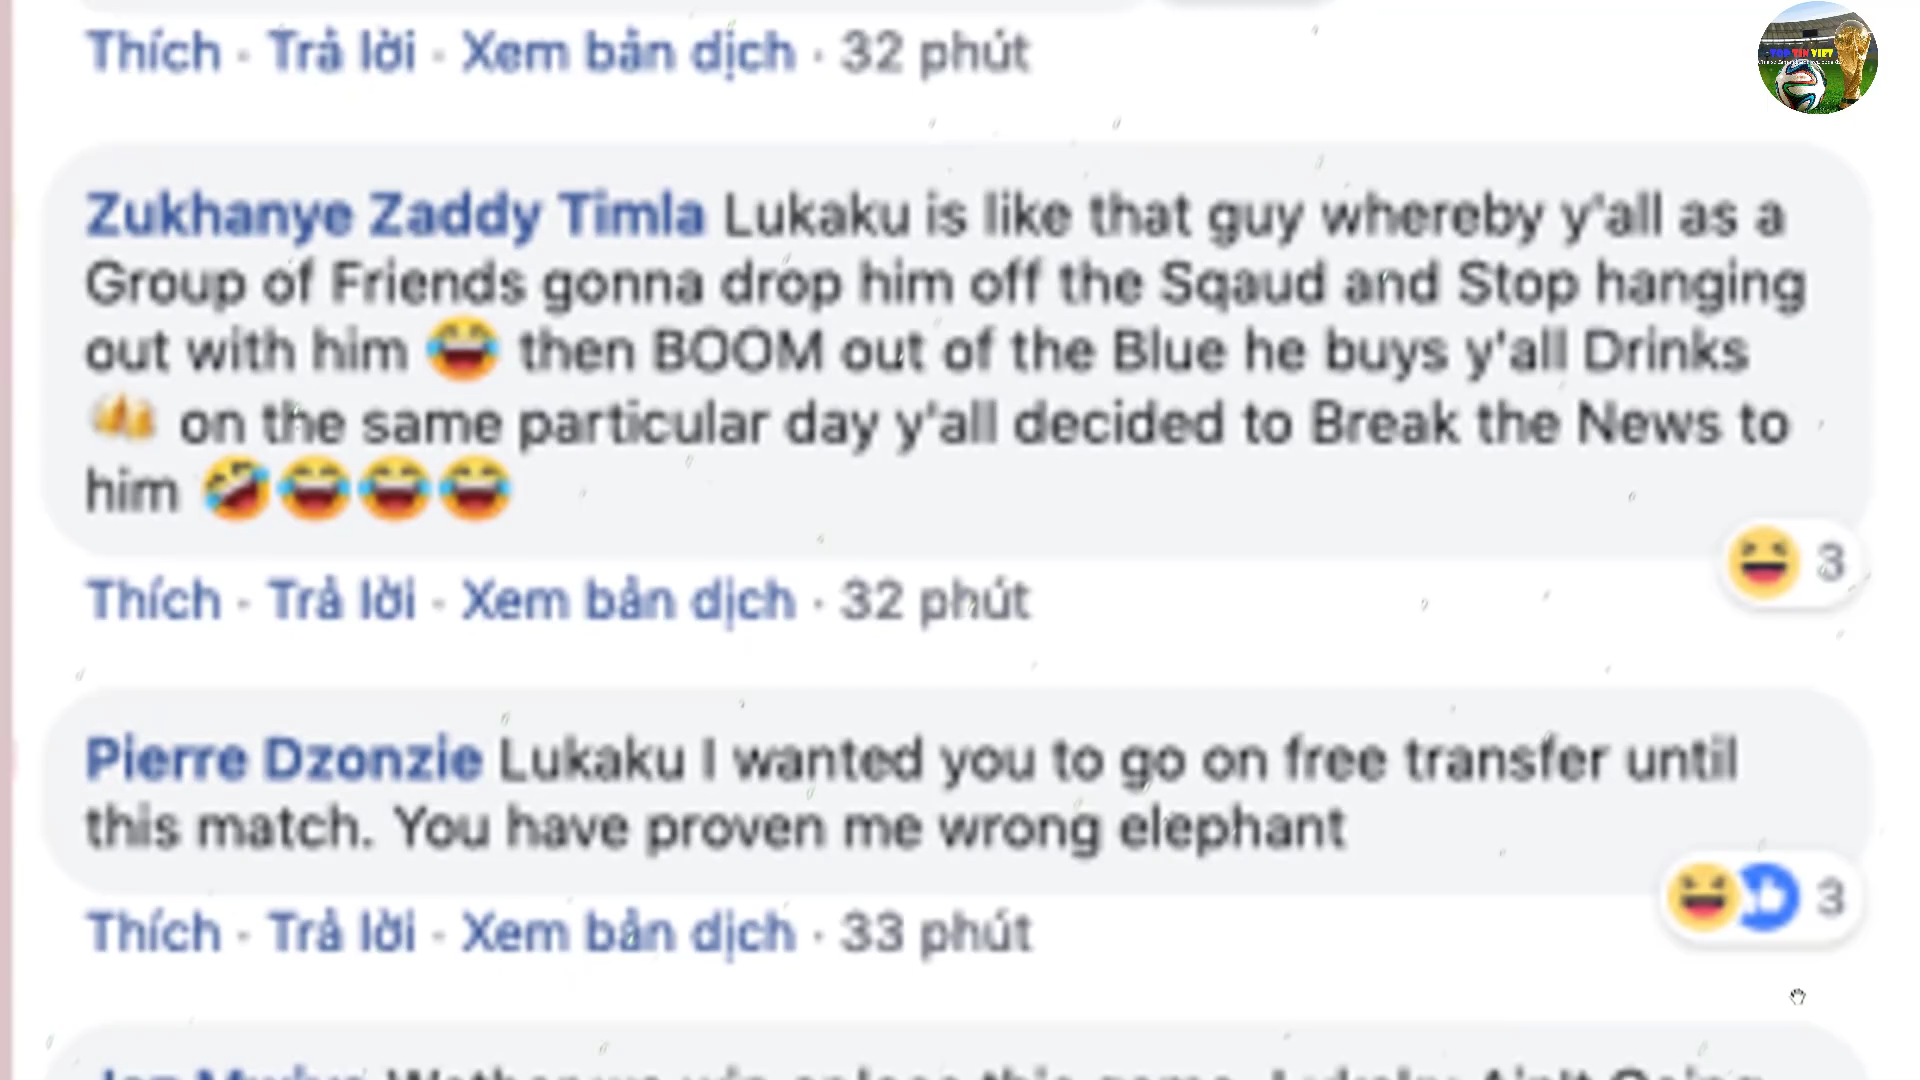 Thích · Trả lời · Xem bản dịch · 32 phút
TOP TIN VIET
Zukhanye Zaddy Timla Lukaku is like that guy whereby y'all as a
Group of Friends gonna drop him off the Sqaud and Stop hanging
out with him 😂 then BOOM out of the Blue he buys y'all Drinks
🍻 on the same particular day y'all decided to Break the News to
him 🤣😂😂😂
3
Thích · Trả lời · Xem bản dịch · 32 phút
Pierre Dzonzie Lukaku I wanted you to go on free transfer until
this match. You have proven me wrong elephant
3
Thích · Trả lời · Xem bản dịch · 33 phút